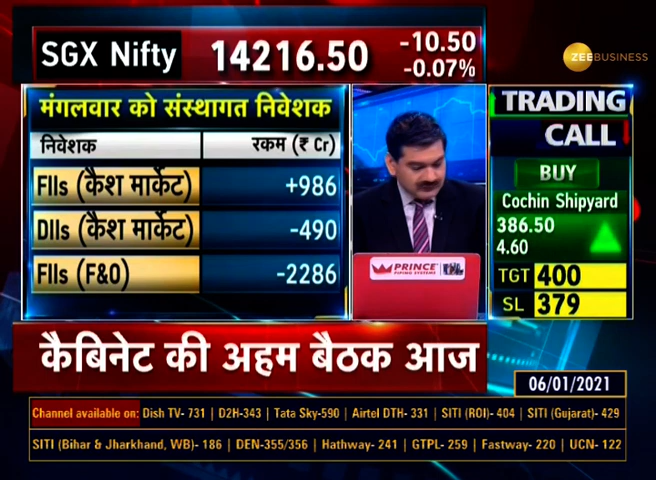 SGX Nifty 14216.50 -10.50
-0.07%
ZEE BUSINESS
मंगलवार को संस्थागत निवेशक
निवेशक रकम (₹ Cr)
FIIs (कैश मार्केट) +986
DIIs (कैश मार्केट) -490
FIIs (F&O) -2286
PRINCE
PIPING SYSTEMS
TRADING
CALL
BUY
Cochin Shipyard
386.50
4.60
TGT 400
SL 379
कैबिनेट की अहम बैठक आज
06/01/2021
Channel available on: Dish TV- 731 | D2H-343 | Tata Sky-590 | Airtel DTH- 331 | SITI (ROI)- 404 | SITI (Gujarat)- 429
SITI (Bihar & Jharkhand, WB)- 186 | DEN-355/356 | Hathway- 241 | GTPL- 259 | Fastway- 220 | UCN- 122